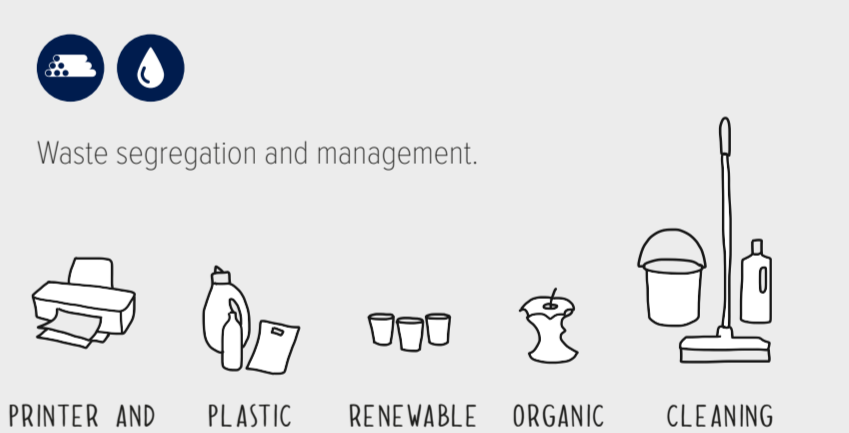 Waste segregation and management.
PRINTER AND
PLASTIC
RENEWABLE
ORGANIC
CLEANING